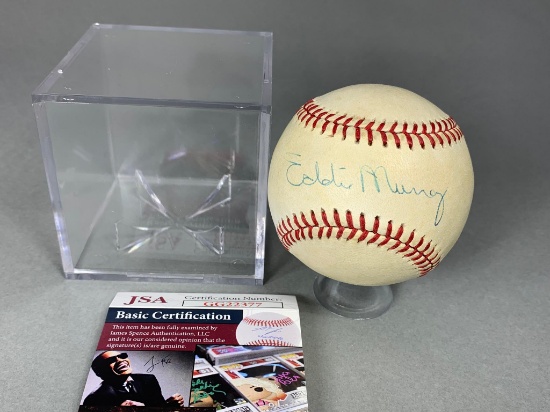 Eddie Murray
JSA
Certification Number:
GG22377
Basic Certification
This item has been fully examined by
James Spence Authentication, LLC
and it is our considered opinion that the
signature(s) is/are genuine.